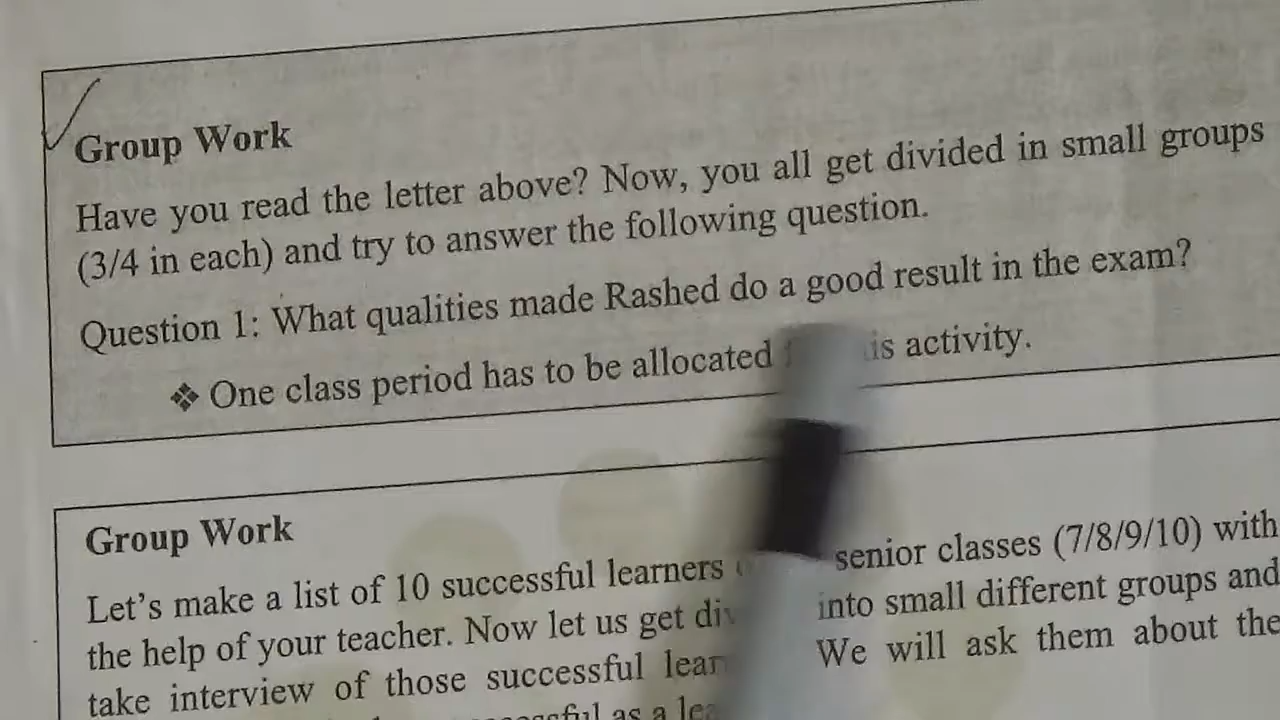 Group Work
Have you read the letter above? Now, you all get divided in small groups
(3/4 in each) and try to answer the following question.
Question 1: What qualities made Rashed do a good result in the exam?
❖ One class period has to be allocated activity.
Group Work
Let's make a list of 10 successful learners senior classes (7/8/9/10) with
the help of your teacher. Now let us get into small different groups and
take interview of those successful We will ask them about the
as a